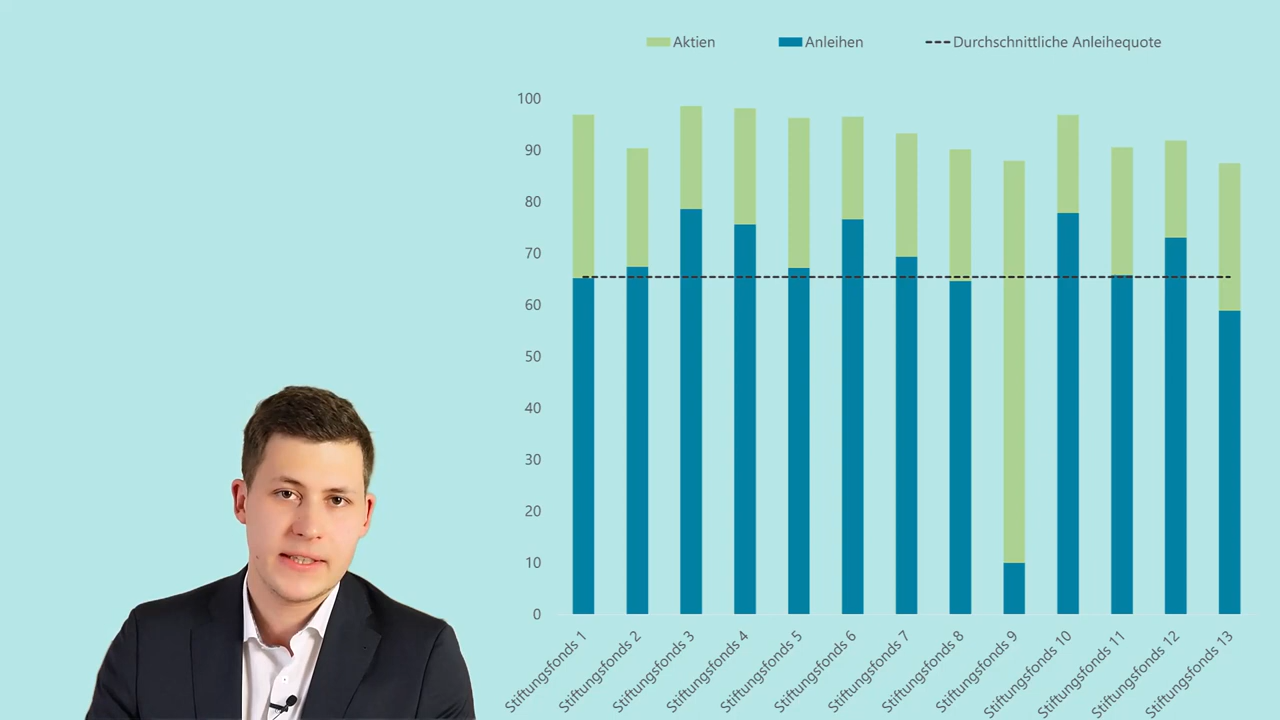 Aktien Anleihen Durchschnittliche Anleihequote
100
90
80
70
60
50
40
30
20
10
0
Stiftungsfonds 1
Stiftungsfonds 2
Stiftungsfonds 3
Stiftungsfonds 4
Stiftungsfonds 5
Stiftungsfonds 6
Stiftungsfonds 7
Stiftungsfonds 8
Stiftungsfonds 9
Stiftungsfonds 10
Stiftungsfonds 11
Stiftungsfonds 12
Stiftungsfonds 13